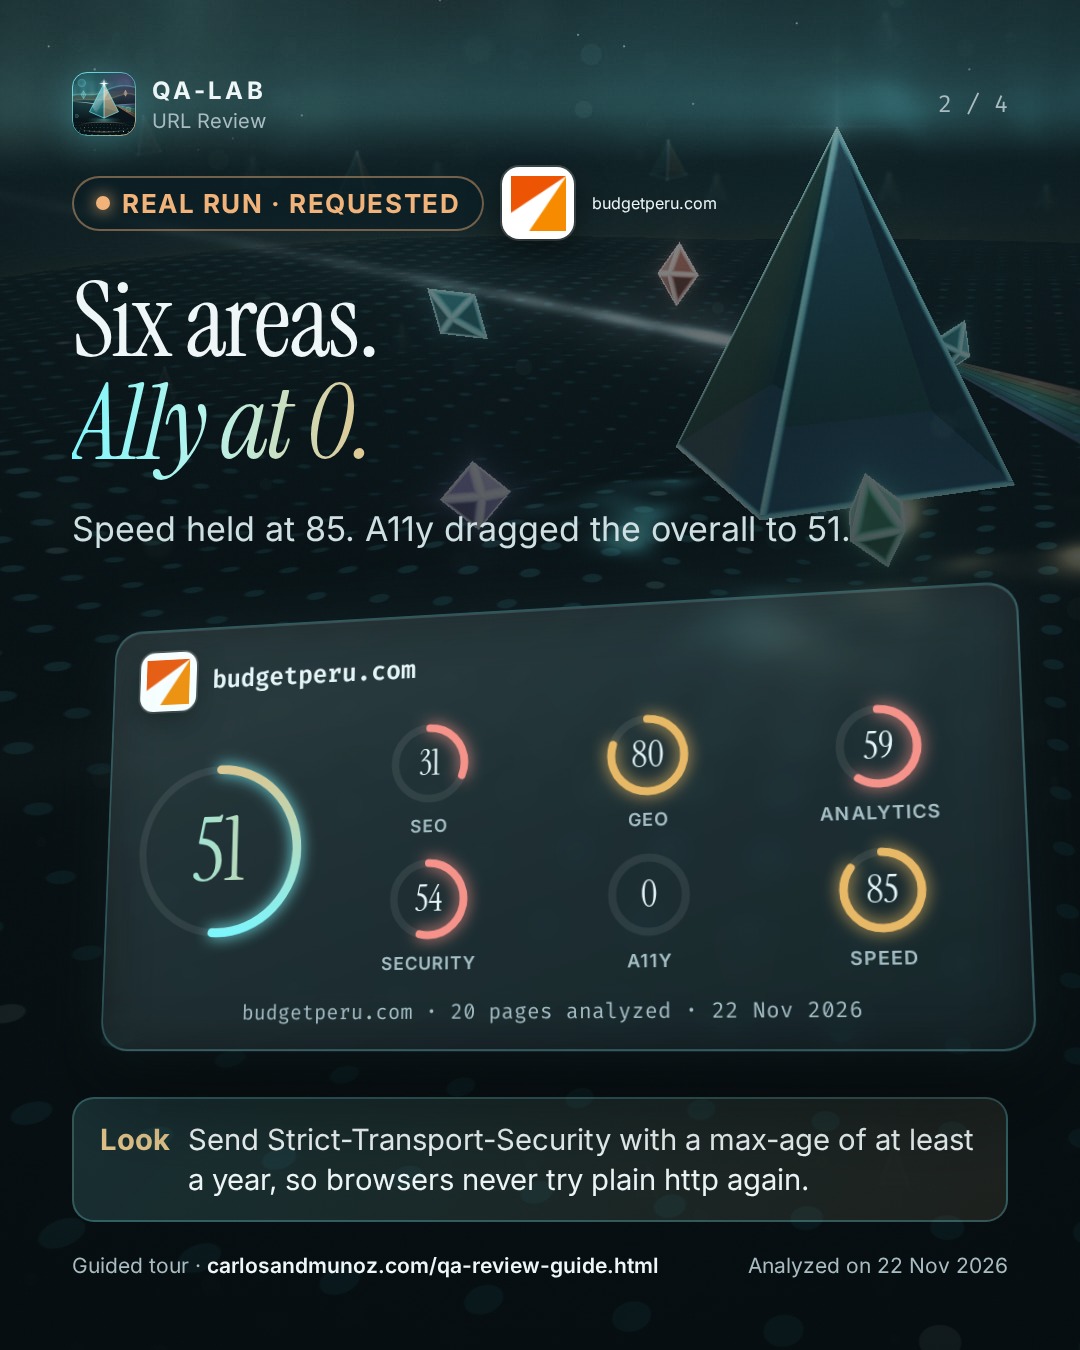 QA-LAB
URL Review
2 / 4
REAL RUN · REQUESTED
budgetperu.com
Six areas.
A11y at 0.
Speed held at 85. A11y dragged the overall to 51.
budgetperu.com
51
31
SEO
80
GEO
59
ANALYTICS
54
SECURITY
0
A11Y
85
SPEED
budgetperu.com · 20 pages analyzed · 22 Nov 2026
Look Send Strict-Transport-Security with a max-age of at least
a year, so browsers never try plain http again.
Guided tour · carlosandmunoz.com/qa-review-guide.html
Analyzed on 22 Nov 2026